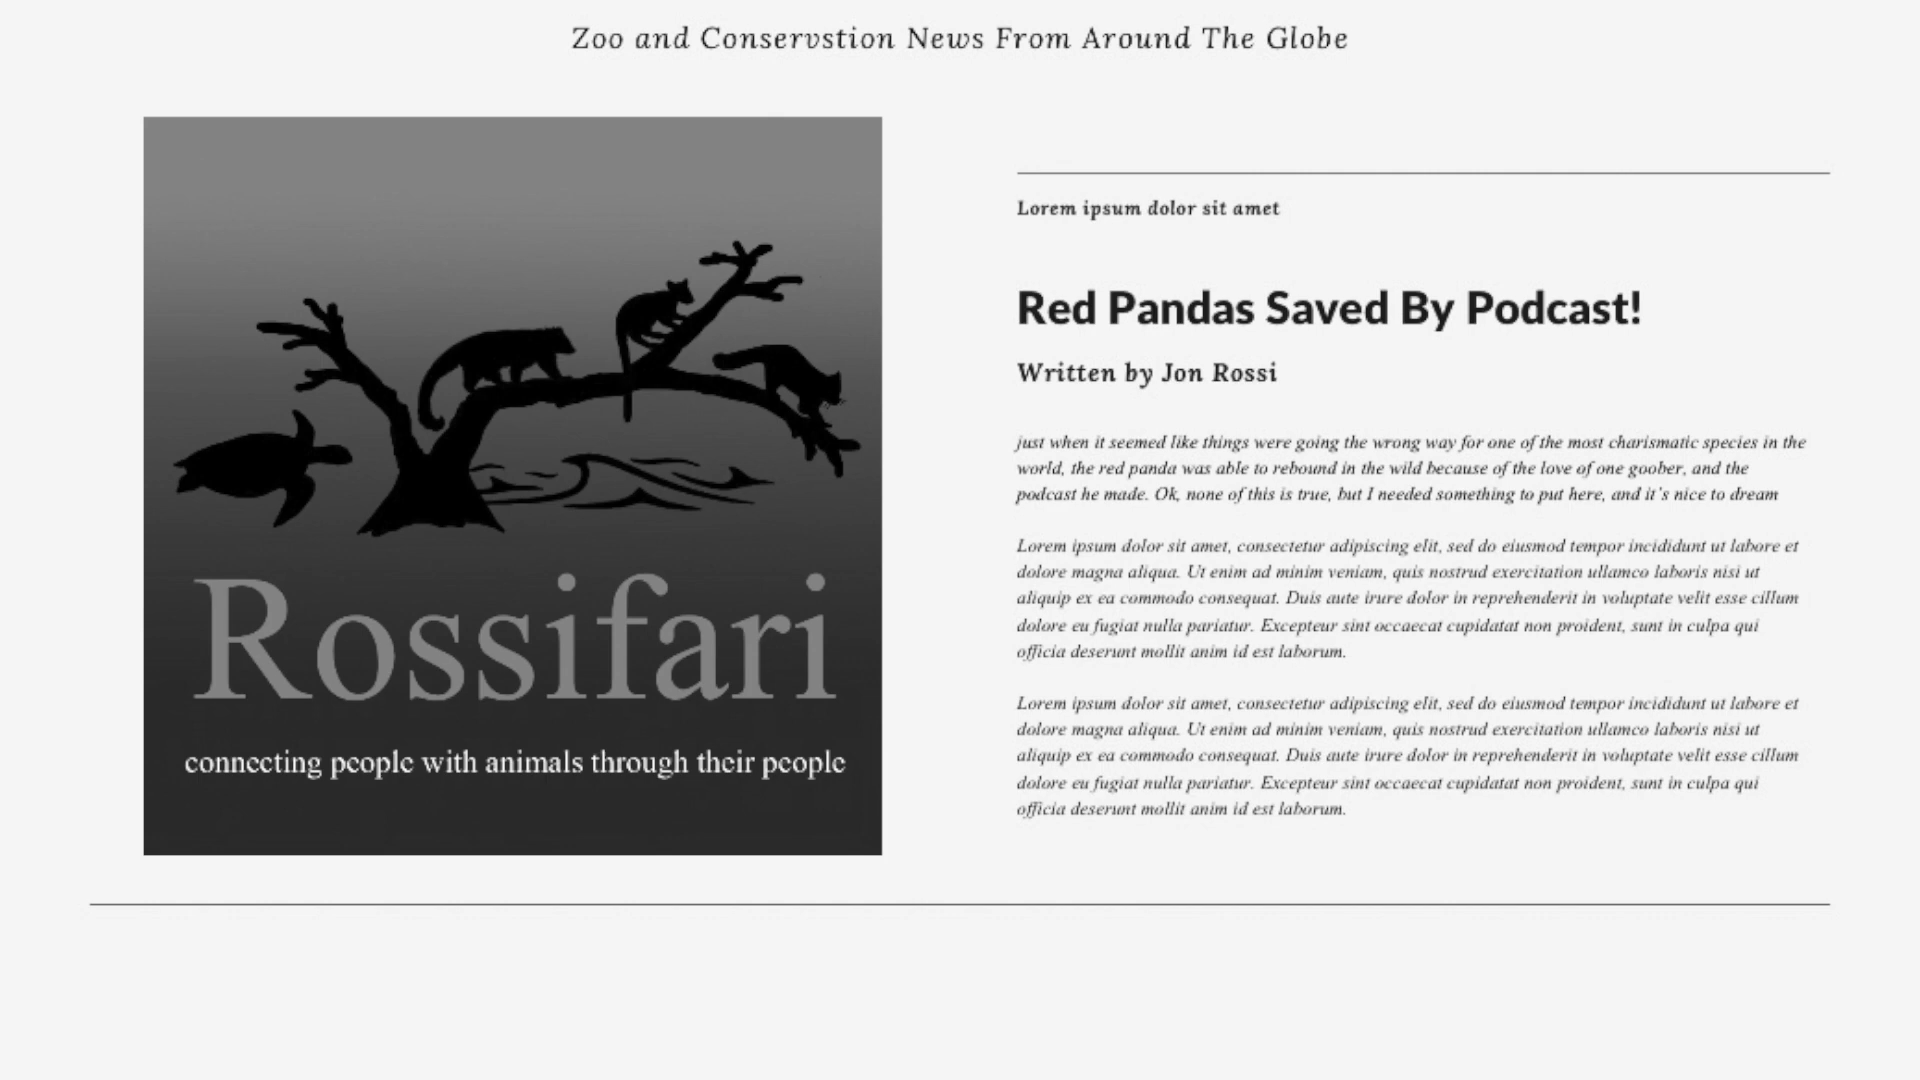 Zoo and Conservstion News From Around The Globe
Rossifari
connecting people with animals through their people
Lorem ipsum dolor sit amet
Red Pandas Saved By Podcast!
Written by Jon Rossi
just when it seemed like things were going the wrong way for one of the most charismatic species in the
world, the red panda was able to rebound in the wild because of the love of one goober, and the
podcast he made. Ok, none of this is true, but I needed something to put here, and it's nice to dream
Lorem ipsum dolor sit amet, consectetur adipiscing elit, sed do eiusmod tempor incididunt ut labore et
dolore magna aliqua. Ut enim ad minim veniam, quis nostrud exercitation ullamco laboris nisi ut
aliquip ex ea commodo consequat. Duis aute irure dolor in reprehenderit in voluptate velit esse cillum
dolore eu fugiat nulla pariatur. Excepteur sint occaecat cupidatat non proident, sunt in culpa qui
officia deserunt mollit anim id est laborum.
Lorem ipsum dolor sit amet, consectetur adipiscing elit, sed do eiusmod tempor incididunt ut labore et
dolore magna aliqua. Ut enim ad minim veniam, quis nostrud exercitation ullamco laboris nisi ut
aliquip ex ea commodo consequat. Duis aute irure dolor in reprehenderit in voluptate velit esse cillum
dolore eu fugiat nulla pariatur. Excepteur sint occaecat cupidatat non proident, sunt in culpa qui
officia deserunt mollit anim id est laborum.